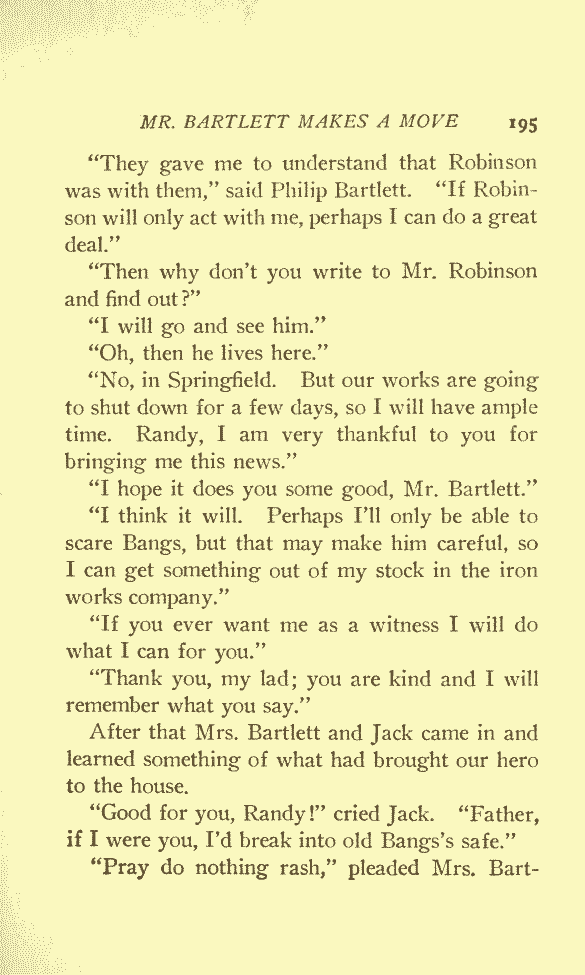 MR. BARTLETT MAKES A MOVE 195
“They gave me to understand that Robinson
was with them,” said Philip Bartlett. “If Robin-
son will only act with me, perhaps I can do a great
deal.”
“Then why don’t you write to Mr. Robinson
and find out?”
“I will go and see him.”
“Oh, then he lives here.”
“No, in Springfield. But our works are going
to shut down for a few days, so I will have ample
time. Randy, I am very thankful to you for
bringing me this news.”
“I hope it does you some good, Mr. Bartlett.”
“I think it will. Perhaps I’ll only be able to
scare Bangs, but that may make him careful, so
I can get something out of my stock in the iron
works company.”
“If you ever want me as a witness I will do
what I can for you.”
“Thank you, my lad; you are kind and I will
remember what you say.”
After that Mrs. Bartlett and Jack came in and
learned something of what had brought our hero
to the house.
“Good for you, Randy!” cried Jack. “Father,
if I were you, I’d break into old Bangs’s safe.”
“Pray do nothing rash,” pleaded Mrs. Bart-